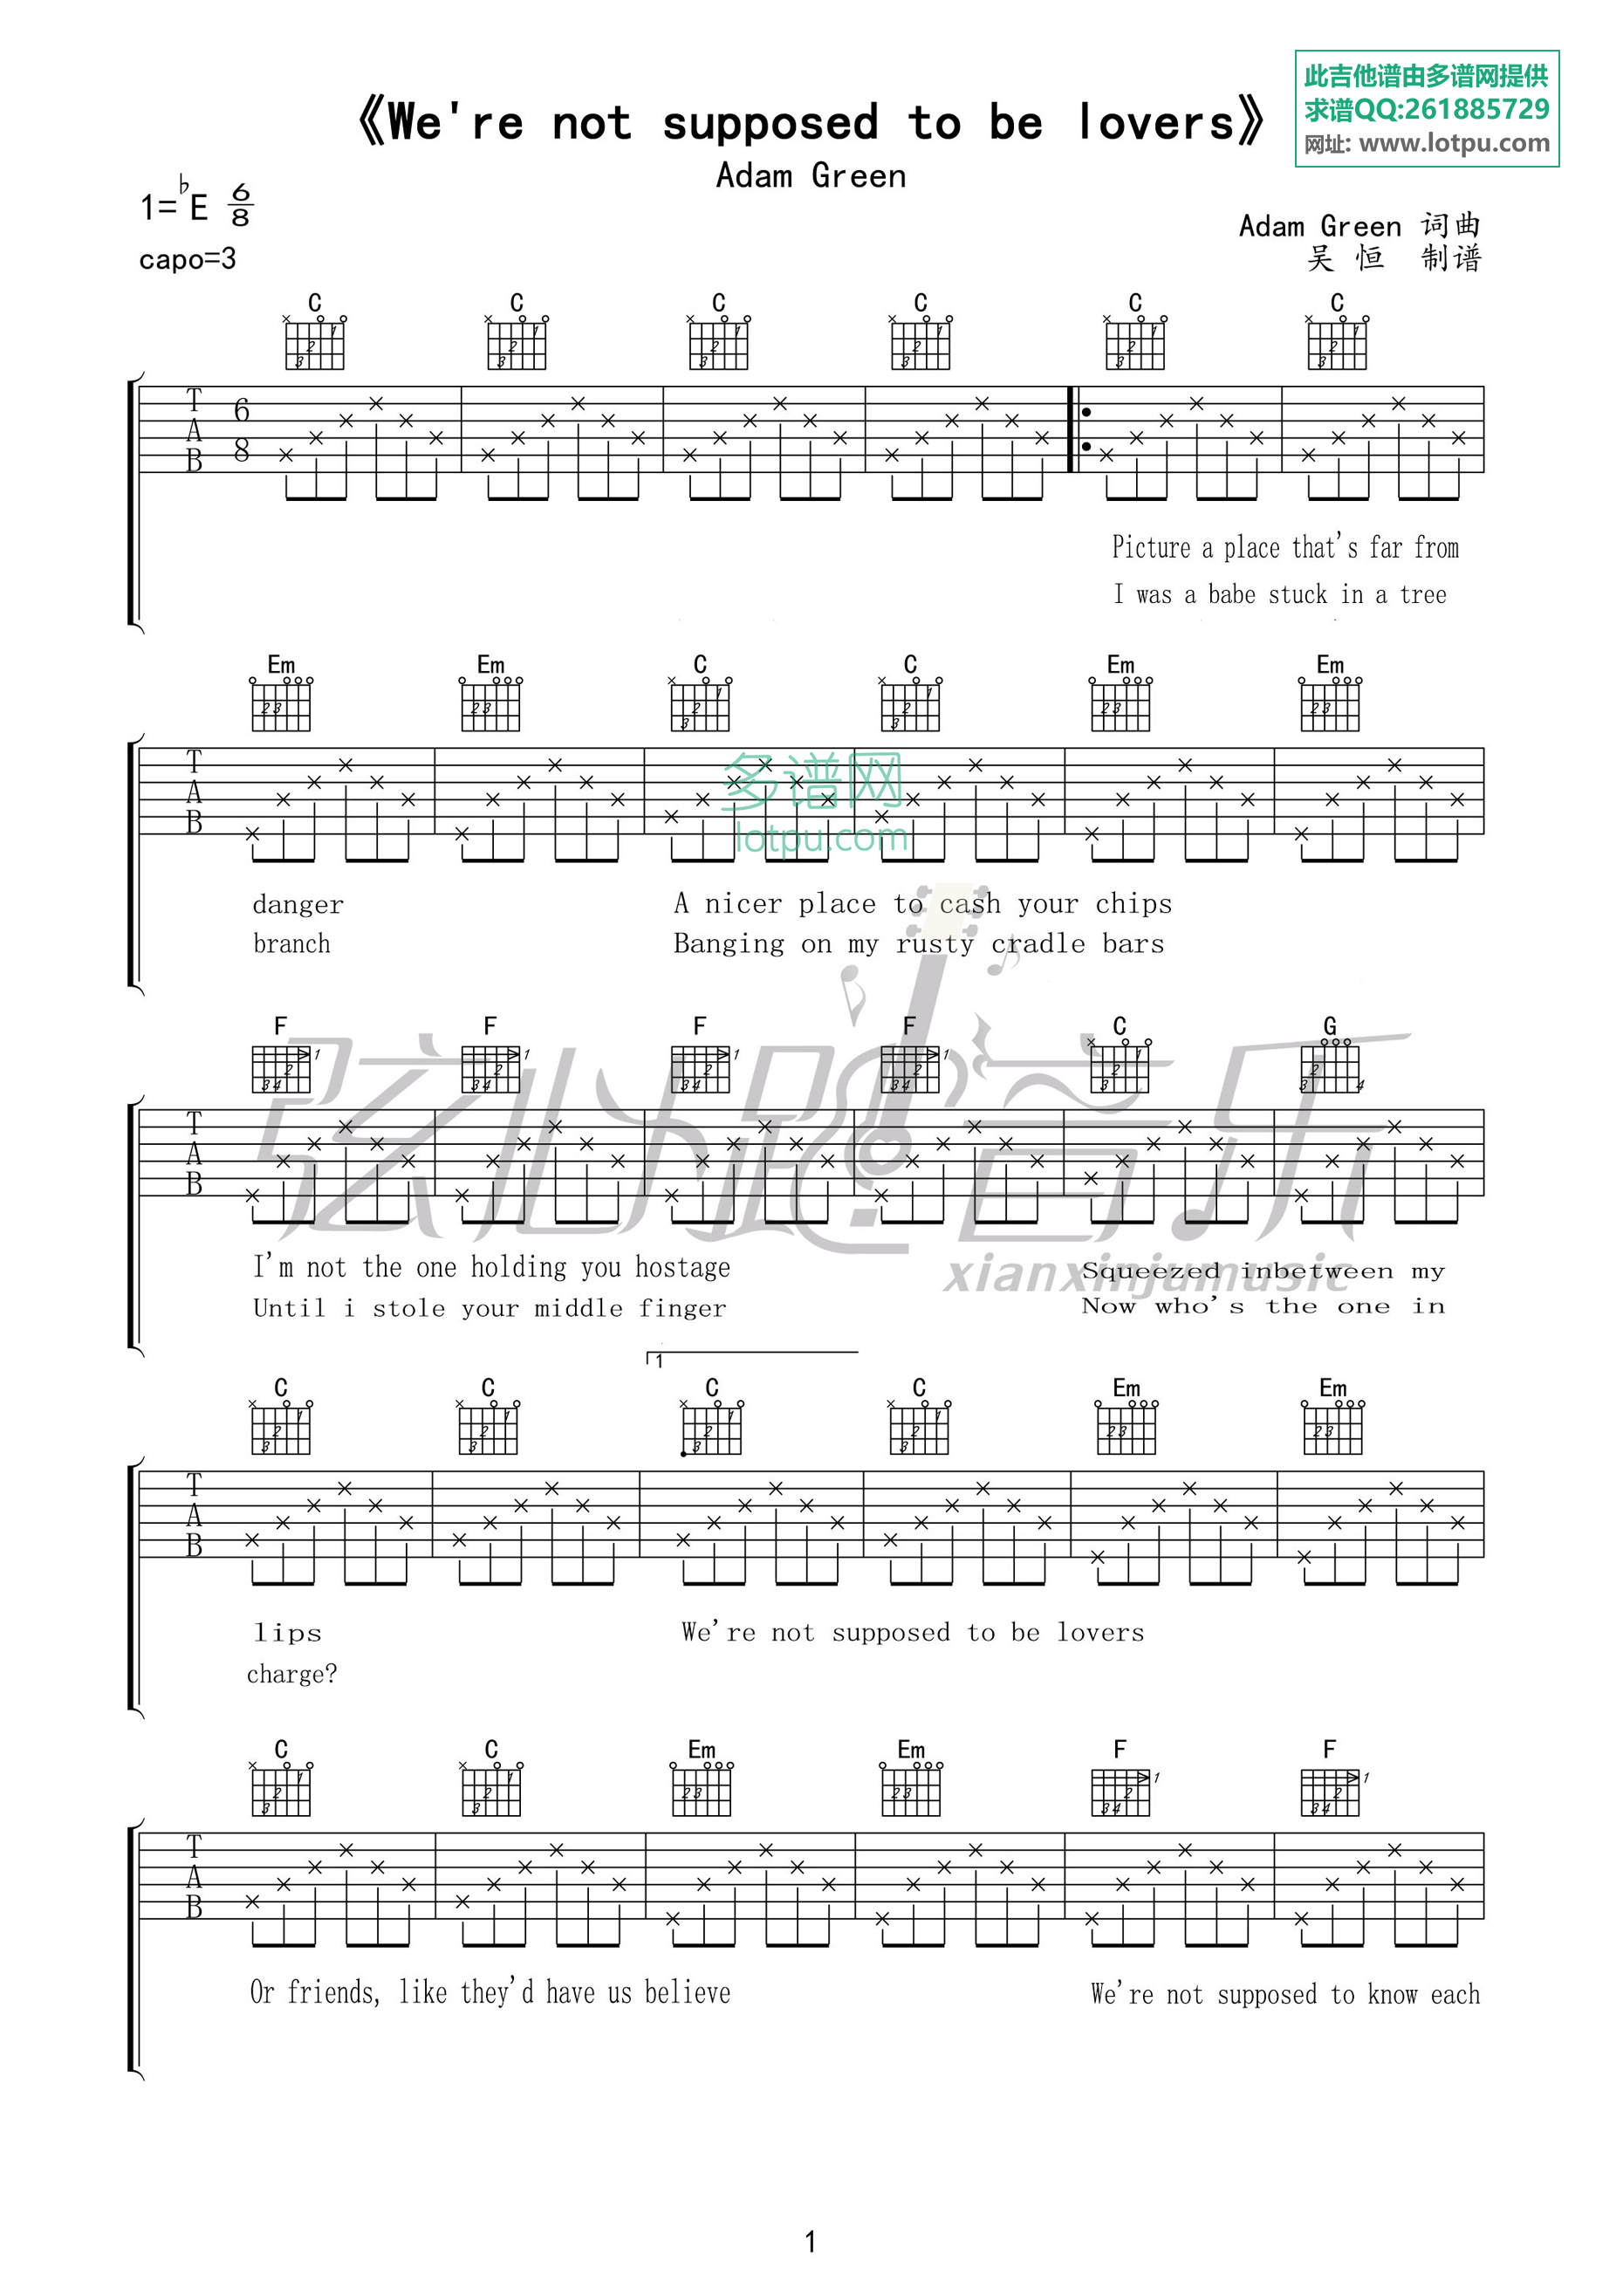 此吉他谱由多谱网提供
求谱QQ:261885729
网址: www.lotpu.com
《We're not supposed to be lovers》
Adam Green
1=♭E 6/8
capo=3
Adam Green 词曲
吴 恒 制谱
C C C C C C
T A B 6 8
Picture a place that's far from
I was a babe stuck in a tree
Em Em C C Em Em
T A B
多谱网
lotpu.com
danger A nicer place to cash your chips
branch Banging on my rusty cradle bars
F F F F C G
T A B
弦心距音乐
xianxinjumusic
I'm not the one holding you hostage Squeezed inbetween my
Until i stole your middle finger Now who's the one in
1
C C C C Em Em
T A B
lips We're not supposed to be lovers
charge?
C C Em Em F F
T A B
Or friends, like they'd have us believe We're not supposed to know each
1